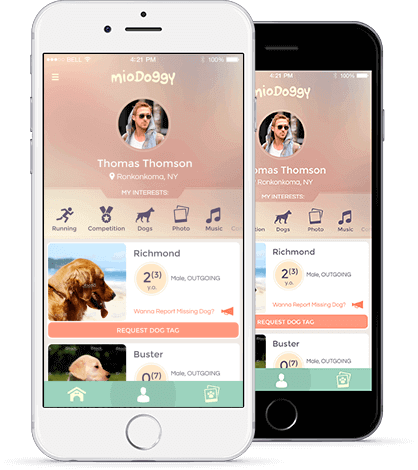 BELL 4:21 PM 100%
mioDoggy
Thomas Thomson
Ronkonkoma, NY
MY INTERESTS:
Running Competition Dogs Photo Music
Richmond
2(3)
y.o.
Male, OUTGOING
Wanna Report Missing Dog?
REQUEST DOG TAG
Buster
0(7)
Male, OUTGOING
4:21 PM 100%
mioDoggy
Thomas Thomson
Ronkonkoma, NY
MY INTERESTS:
Dogs Photo Music
Richmond
2(3)
y.o.
Male, OUTGOING
Wanna Report Missing Dog?
REQUEST DOG TAG
Buster
0(7)
Male, OUTGOING